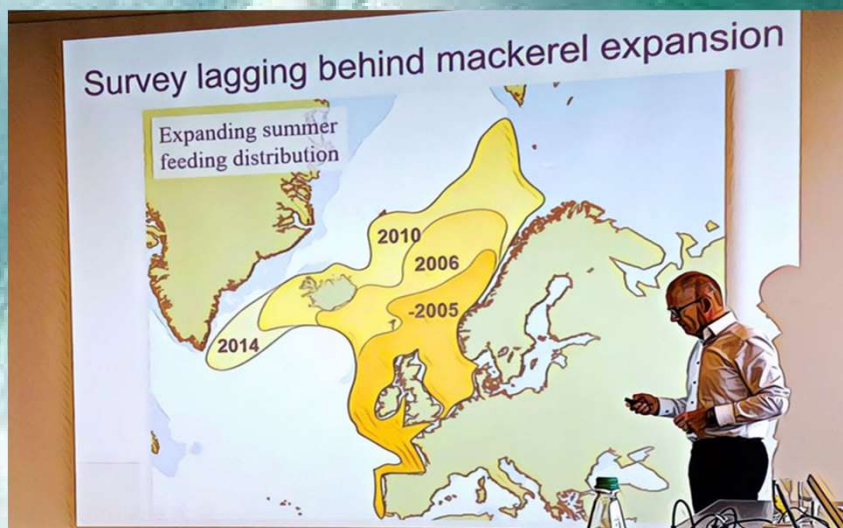 Survey lagging behind mackerel expansion
Expanding summer
feeding distribution
2010
2006
-2005
2014